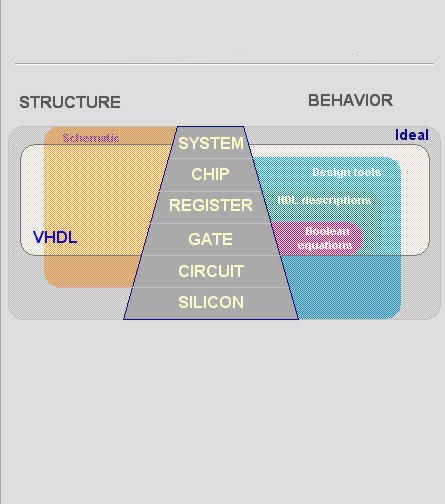 STRUCTURE
BEHAVIOR
Ideal
Schematic
SYSTEM
CHIP
Design tools
REGISTER
HDL descriptions
VHDL
GATE
Boolean
equations
CIRCUIT
SILICON